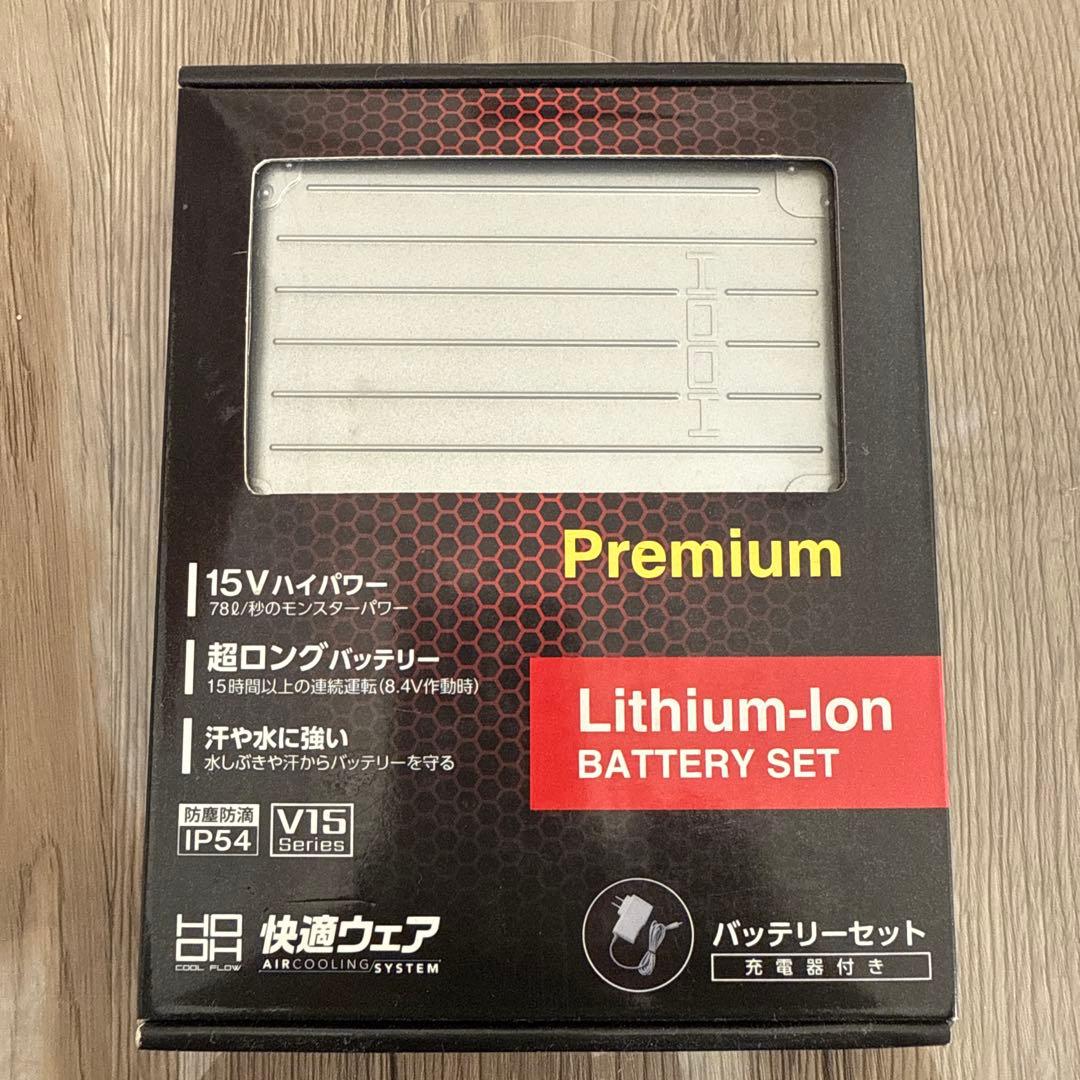 HOOH
Premium
15Vハイパワー
78ℓ/秒のモンスターパワー
超ロングバッテリー
15時間以上の連続運転(8.4V作動時)
汗や水に強い
水しぶきや汗からバッテリーを守る
Lithium-Ion
BATTERY SET
防塵防滴
IP54
V15
Series
HOOH
COOL FLOW
快適ウェア
AIRCOOLING SYSTEM
バッテリーセット
充電器付き